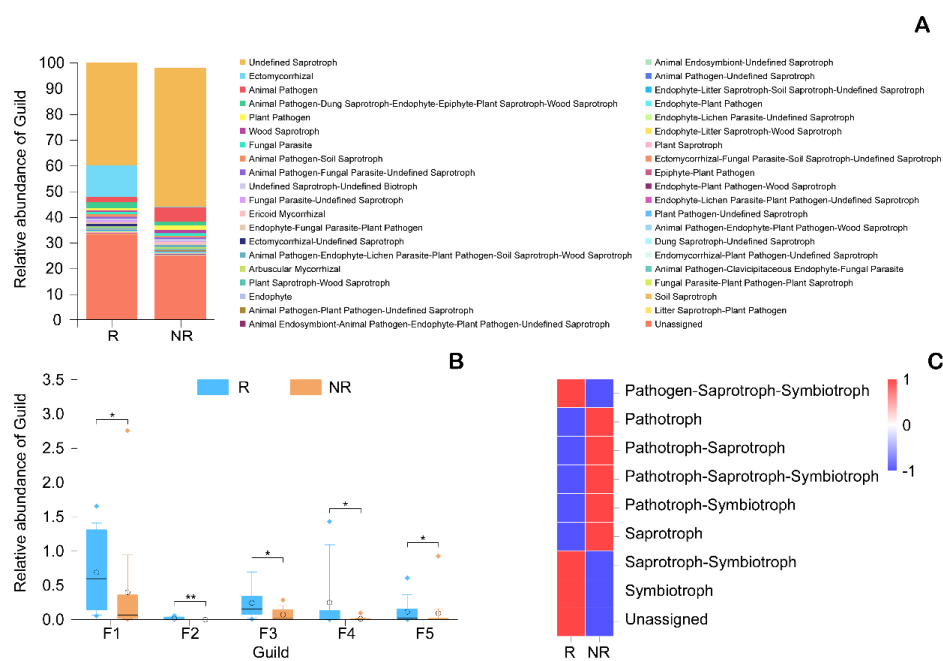 A
Relative abundance of Guild
100
90
80
70
60
50
40
30
20
10
0
R
NR
Undefined Saprotroph
Ectomycorrhizal
Animal Pathogen
Animal Pathogen-Dung Saprotroph-Endophyte-Epiphyte-Plant Saprotroph-Wood Saprotroph
Plant Pathogen
Wood Saprotroph
Fungal Parasite
Animal Pathogen-Soil Saprotroph
Animal Pathogen-Fungal Parasite-Undefined Saprotroph
Undefined Saprotroph-Undefined Biotroph
Fungal Parasite-Undefined Saprotroph
Ericoid Mycorrhizal
Endophyte-Fungal Parasite-Plant Pathogen
Ectomycorrhizal-Undefined Saprotroph
Animal Pathogen-Endophyte-Lichen Parasite-Plant Pathogen-Soil Saprotroph-Wood Saprotroph
Arbuscular Mycorrhizal
Plant Saprotroph-Wood Saprotroph
Endophyte
Animal Pathogen-Plant Pathogen-Undefined Saprotroph
Animal Endosymbiont-Animal Pathogen-Endophyte-Plant Pathogen-Undefined Saprotroph
Animal Endosymbiont-Undefined Saprotroph
Animal Pathogen-Undefined Saprotroph
Endophyte-Litter Saprotroph-Soil Saprotroph-Undefined Saprotroph
Endophyte-Plant Pathogen
Endophyte-Lichen Parasite-Undefined Saprotroph
Endophyte-Litter Saprotroph-Wood Saprotroph
Plant Saprotroph
Ectomycorrhizal-Fungal Parasite-Soil Saprotroph-Undefined Saprotroph
Epiphyte-Plant Pathogen
Endophyte-Plant Pathogen-Wood Saprotroph
Endophyte-Lichen Parasite-Plant Pathogen-Undefined Saprotroph
Plant Pathogen-Undefined Saprotroph
Animal Pathogen-Endophyte-Plant Pathogen-Wood Saprotroph
Dung Saprotroph-Undefined Saprotroph
Endomycorrhizal-Plant Pathogen-Undefined Saprotroph
Animal Pathogen-Clavicipitaceous Endophyte-Fungal Parasite
Fungal Parasite-Plant Pathogen-Plant Saprotroph
Soil Saprotroph
Litter Saprotroph-Plant Pathogen
Unassigned
B
Relative abundance of Guild
3.5
3.0
2.5
2.0
1.5
1.0
0.5
0.0
R
NR
*
**
*
*
*
F1
F2
F3
F4
F5
Guild
C
Pathogen-Saprotroph-Symbiotroph
Pathotroph
Pathotroph-Saprotroph
Pathotroph-Saprotroph-Symbiotroph
Pathotroph-Symbiotroph
Saprotroph
Saprotroph-Symbiotroph
Symbiotroph
Unassigned
R
NR
1
0
-1